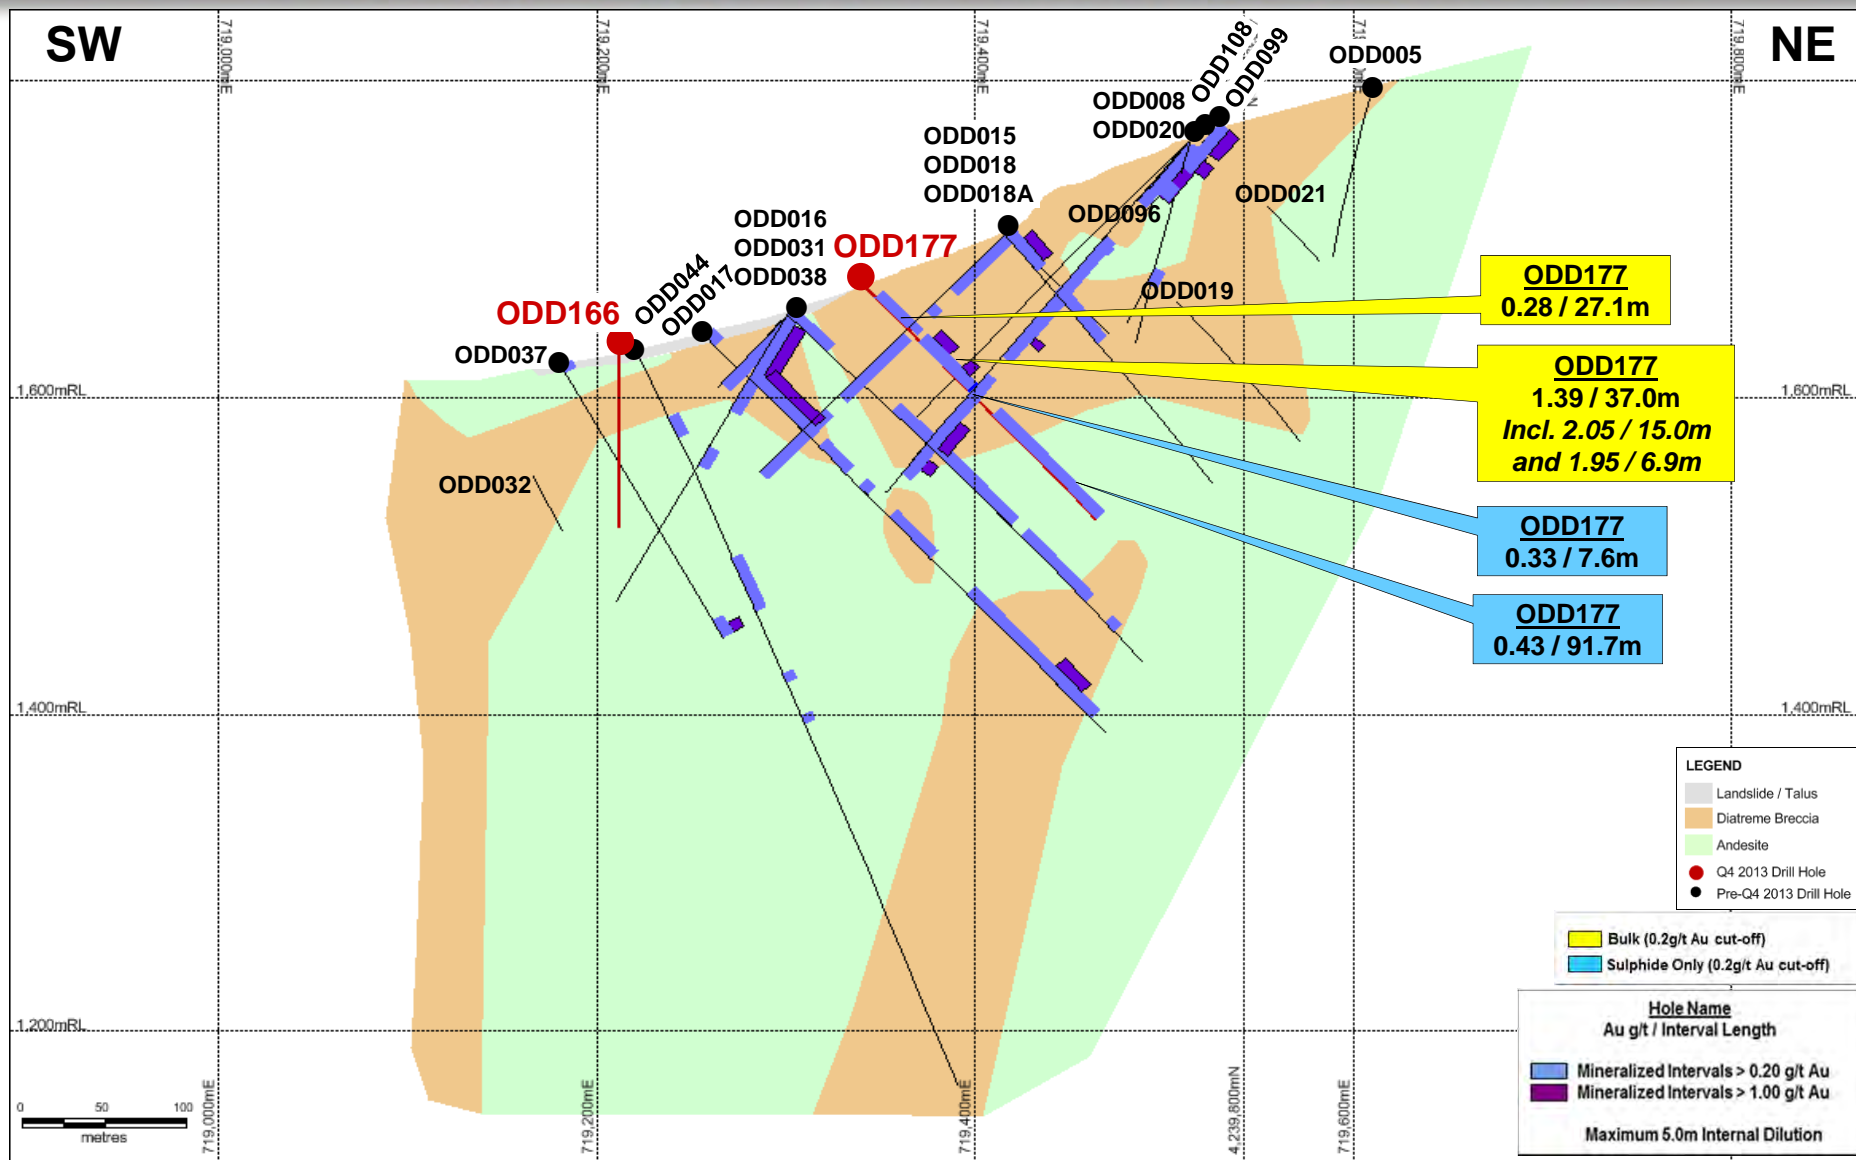 SW
NE
719,000mE
719,200mE
719,400mE
719,800mE
ODD108
ODD099
ODD005
ODD008
ODD020
ODD015
ODD018
ODD018A
ODD096
ODD021
ODD016
ODD031
ODD038
ODD177
ODD019
ODD166
ODD044
ODD017
ODD037
ODD032
ODD177
0.28 / 27.1m
ODD177
1.39 / 37.0m
Incl. 2.05 / 15.0m
and 1.95 / 6.9m
ODD177
0.33 / 7.6m
ODD177
0.43 / 91.7m
1,600mRL
1,400mRL
1,400mRL
1,200mRL
LEGEND
Landslide / Talus
Diatreme Breccia
Andesite
Q4 2013 Drill Hole
Pre-Q4 2013 Drill Hole
Bulk (0.2g/t Au cut-off)
Sulphide Only (0.2g/t Au cut-off)
Hole Name
Au g/t / Interval Length
Mineralized Intervals > 0.20 g/t Au
Mineralized Intervals > 1.00 g/t Au
Maximum 5.0m Internal Dilution
0 50 100
metres
719,000mE
719,200mE
719,400mE
4,239,800mN
719,600mE